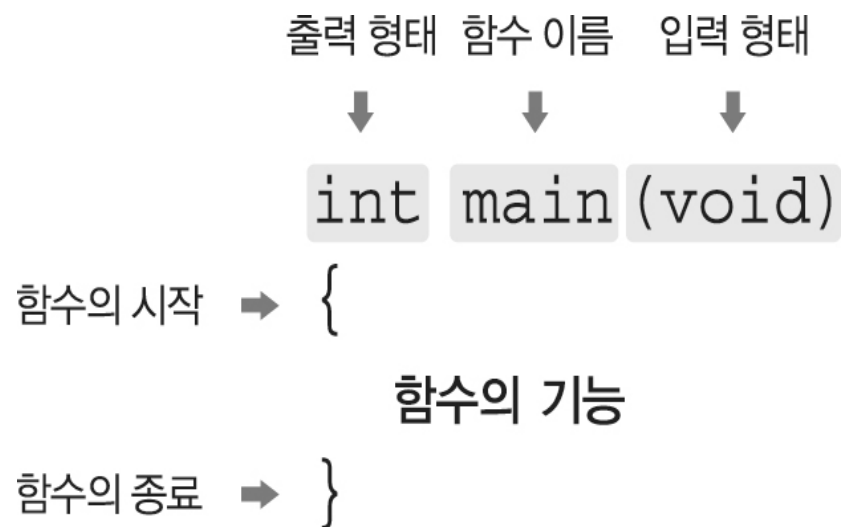 출력 형태 함수 이름 입력 형태
int main (void)
함수의 시작 {
함수의 기능
함수의 종료 }